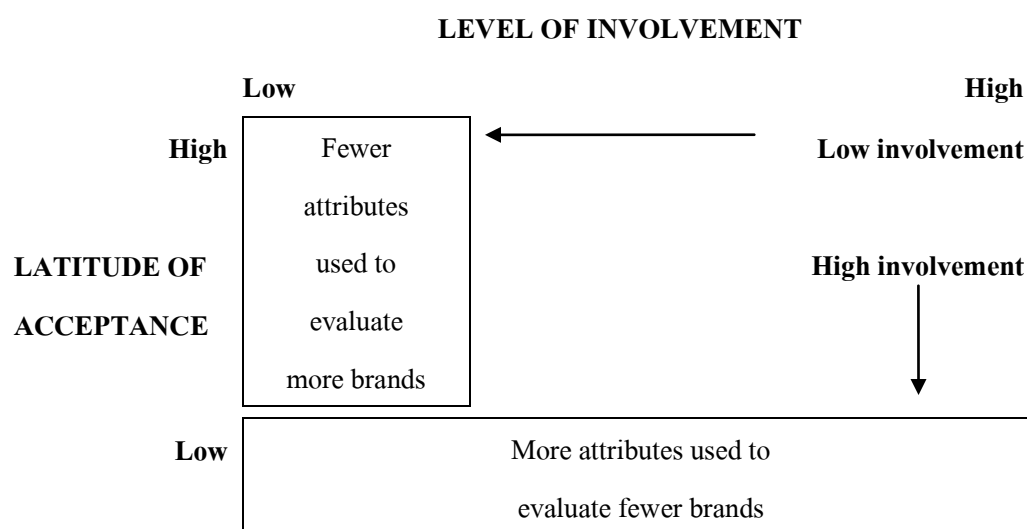 LEVEL OF INVOLVEMENT
Low High
High Fewer Low involvement
attributes
LATITUDE OF used to High involvement
ACCEPTANCE evaluate
more brands
Low More attributes used to
evaluate fewer brands